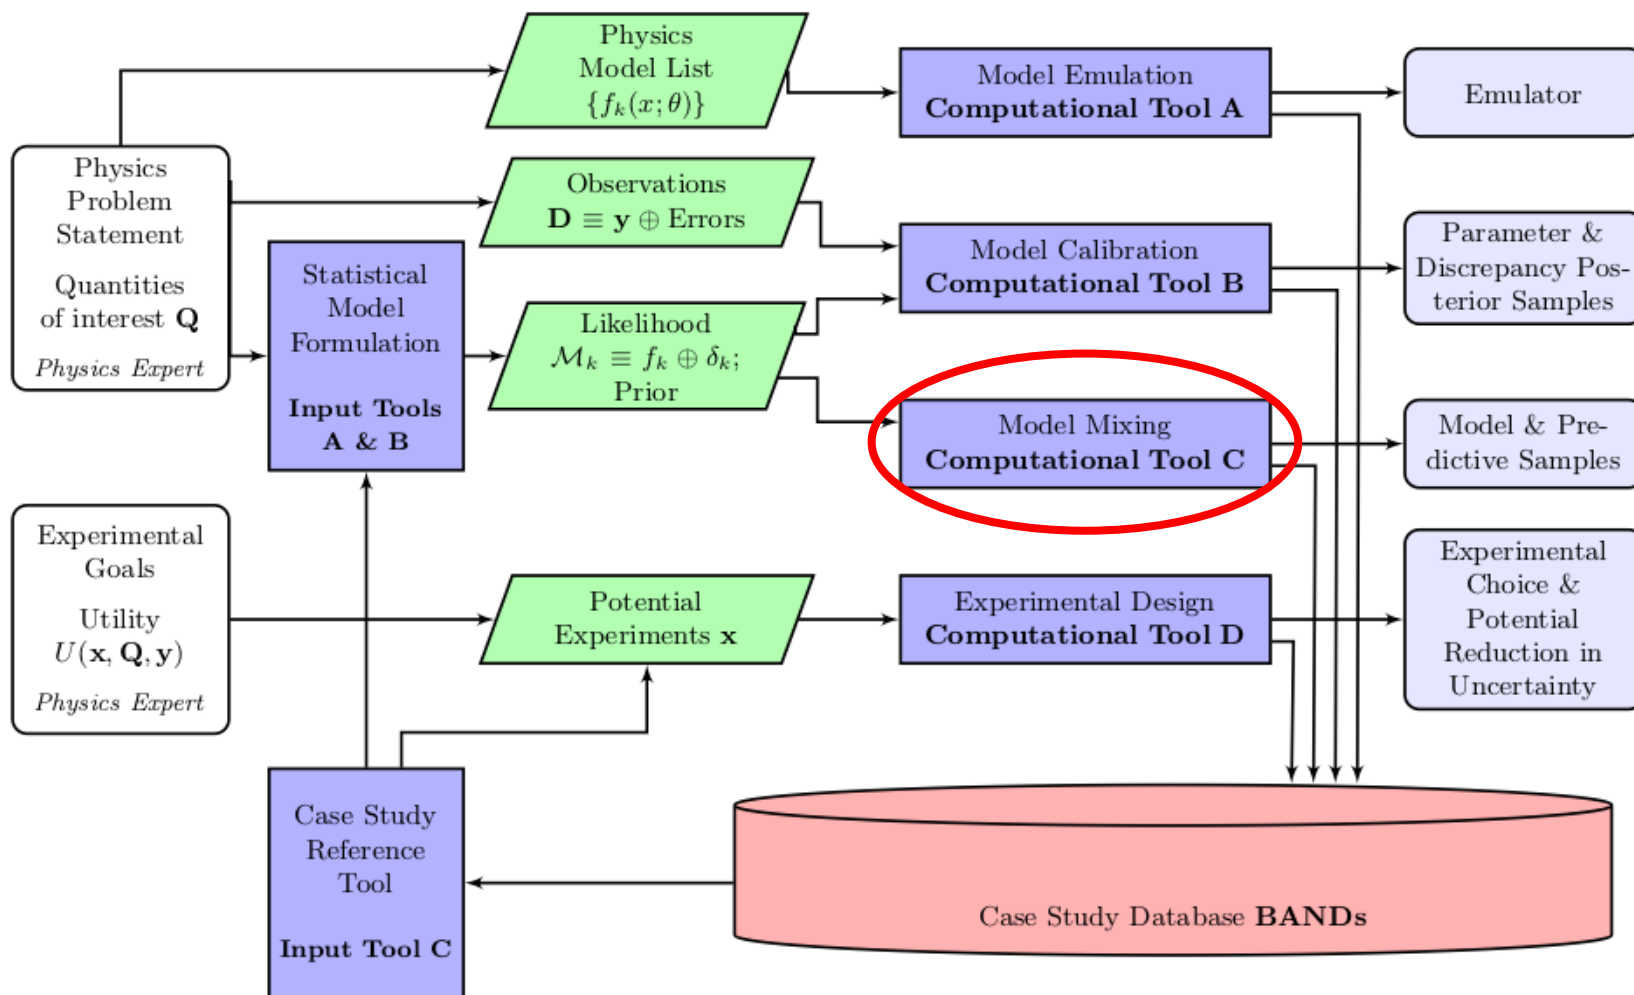 Physics
Model List
{f_k(x; θ)}
Model Emulation
Computational Tool A
Emulator
Physics
Problem
Statement
Quantities
of interest Q
Physics Expert
Observations
D ≡ y ⊕ Errors
Model Calibration
Computational Tool B
Parameter &
Discrepancy Pos-
terior Samples
Statistical
Model
Formulation
Input Tools
A & B
Likelihood
ℳ_k ≡ f_k ⊕ δ_k;
Prior
Model Mixing
Computational Tool C
Model & Pre-
dictive Samples
Experimental
Goals
Utility
U(x, Q, y)
Physics Expert
Potential
Experiments x
Experimental Design
Computational Tool D
Experimental
Choice &
Potential
Reduction in
Uncertainty
Case Study
Reference
Tool
Input Tool C
Case Study Database BANDs